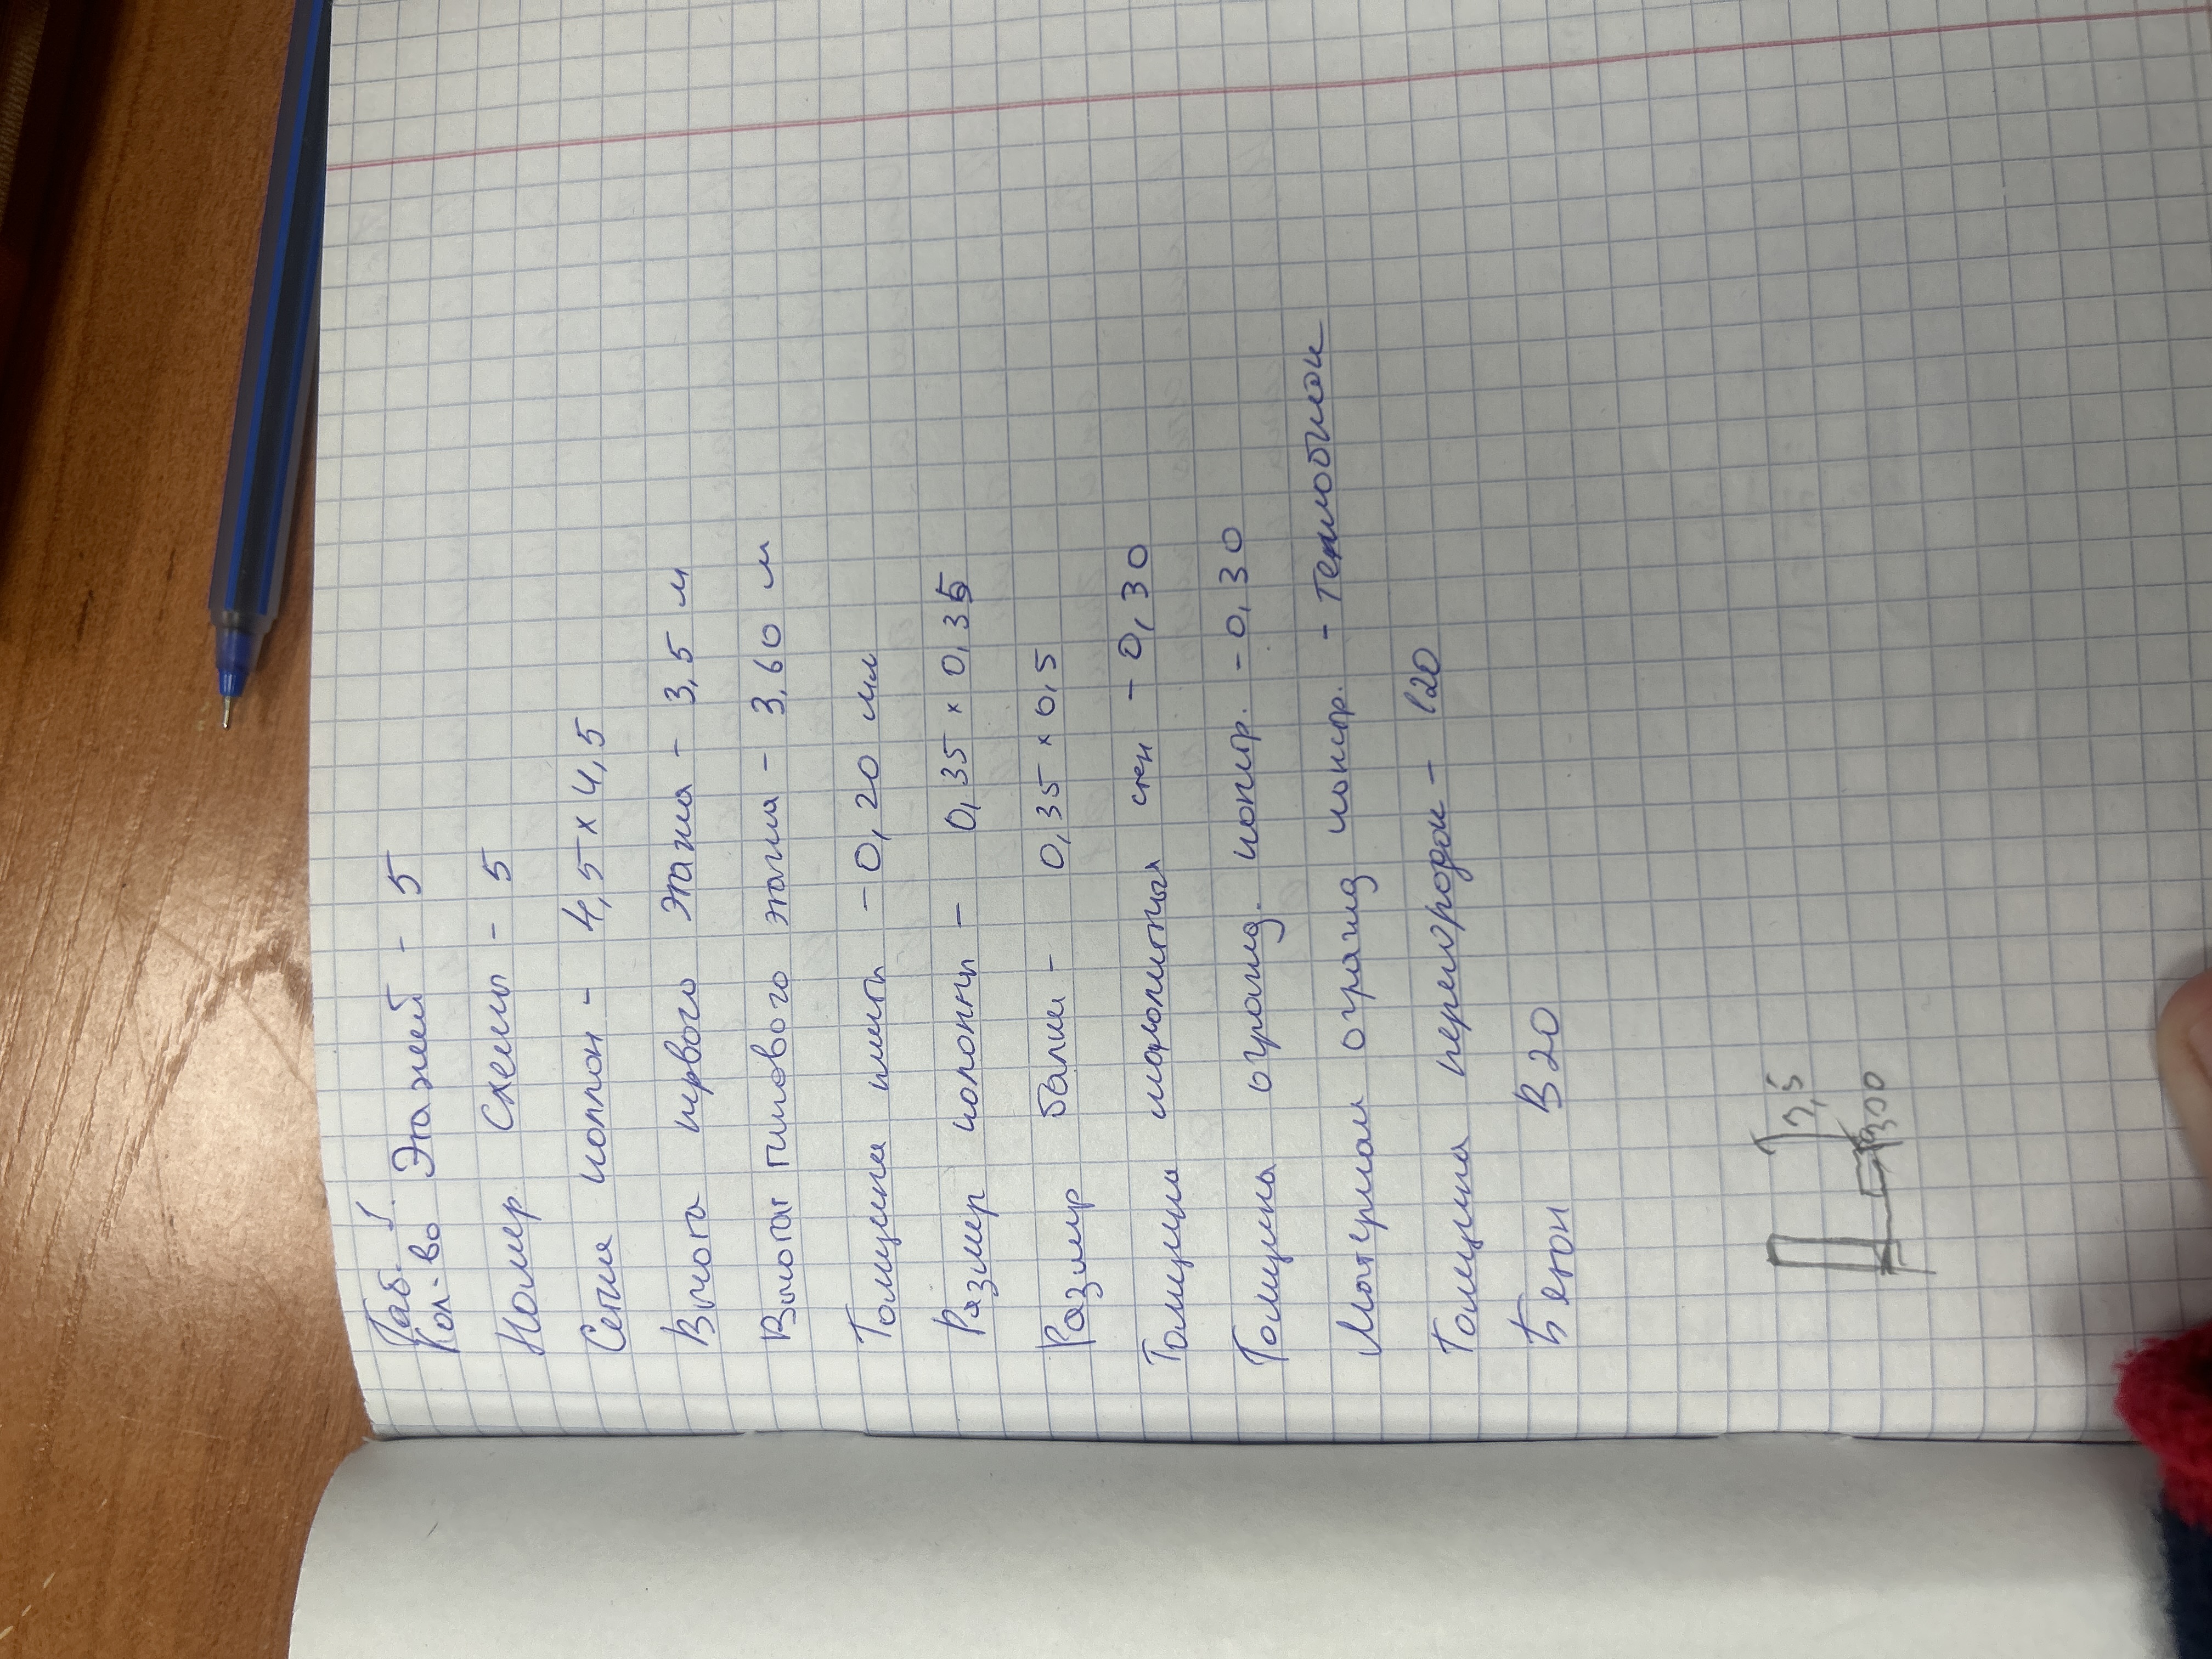 Таб. 1.
Кол-во Этажей - 5
Номер Схемы - 5
Сетка коллон - 4,5 x 4,5
Высота первого этажа - 3,5 м
Высота типового этажа - 3,60 м
Толщина плиты - 0,20 мм
Размер колонны - 0,35 x 0,35
Размер балки - 0,35 x 0,5
Толщина монолитных стен - 0,30
Толщина огражд. констр. - 0,30
Материал огражд констр. - теплоблок
Толщина перегородок - 120
Бетон B20
3,5
300